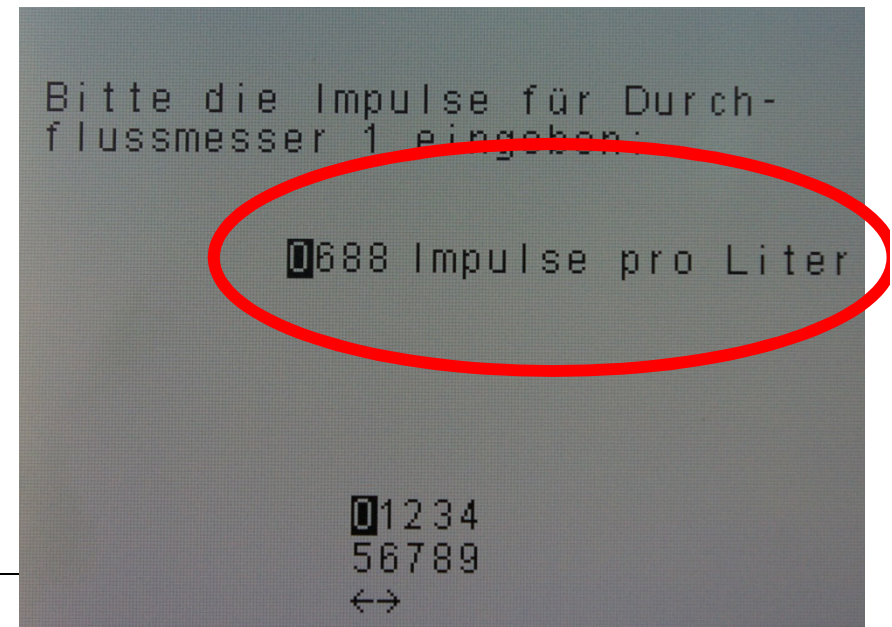 Bitte die Impulse für Durch-
flussmesser 1 eingeben:
0688 Impulse pro Liter
01234
56789
←→